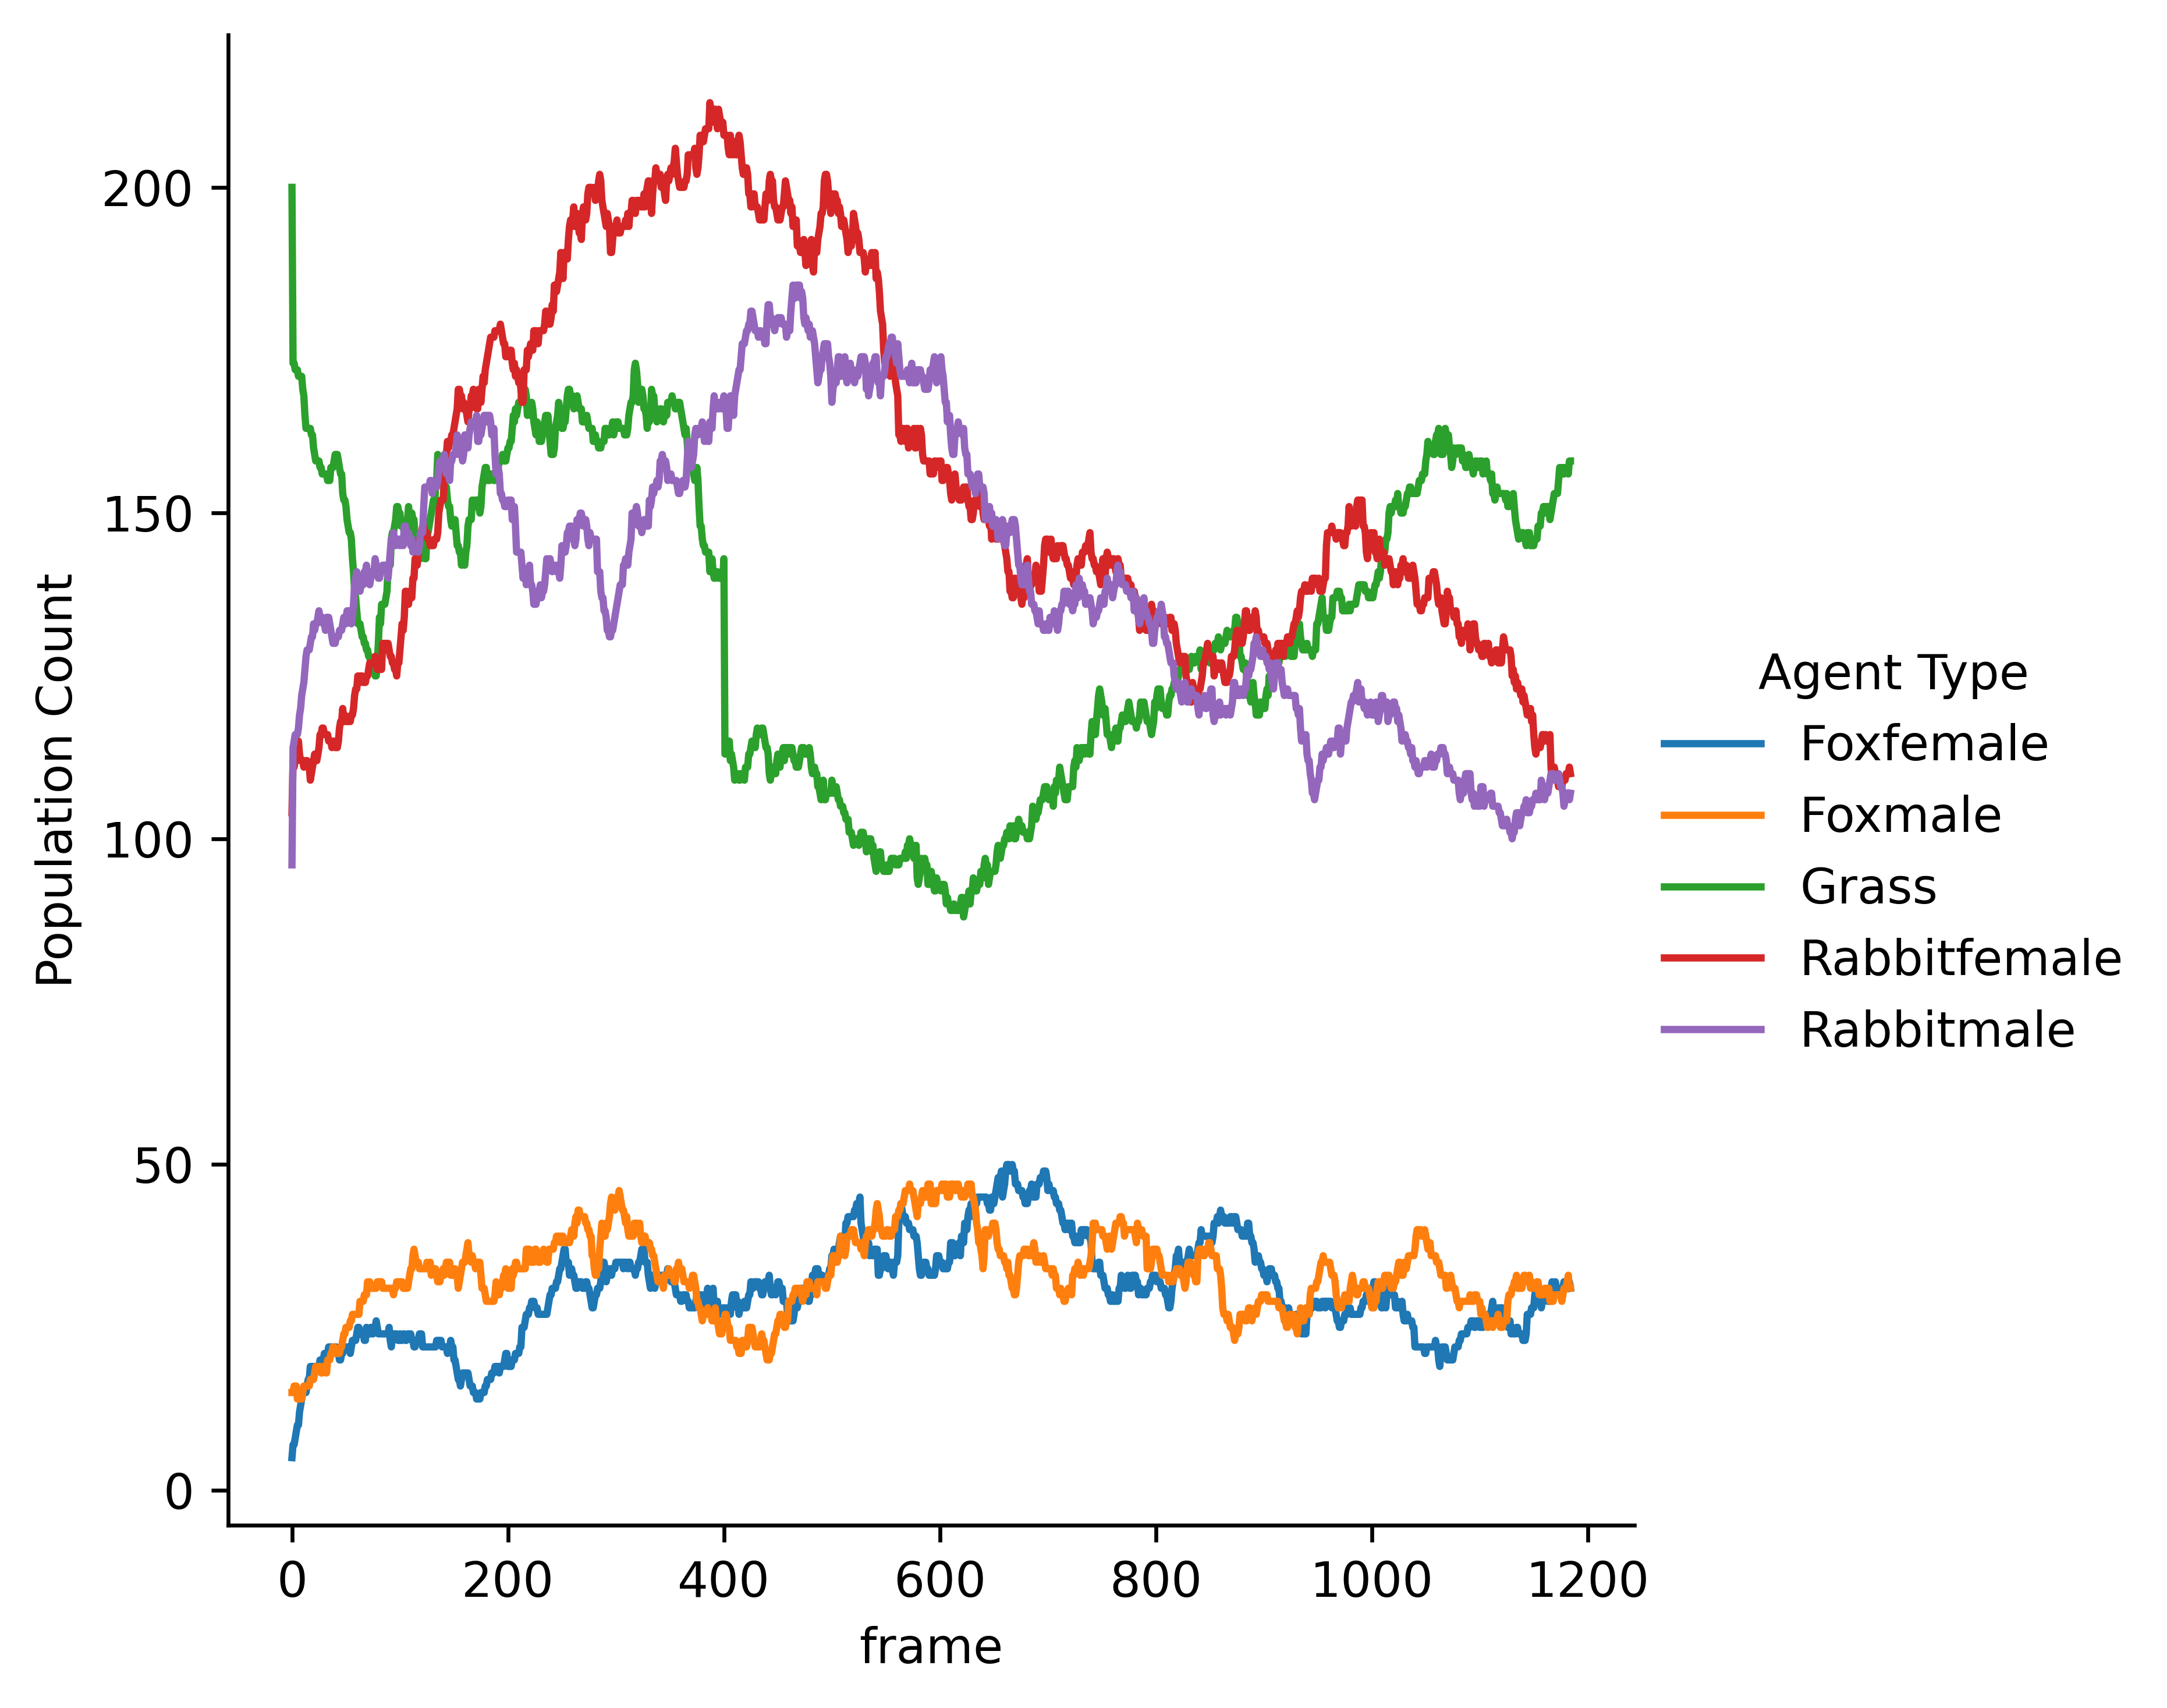 Population Count
200
150
100
50
0
0 200 400 600 800 1000 1200
frame
Agent Type
Foxfemale
Foxmale
Grass
Rabbitfemale
Rabbitmale